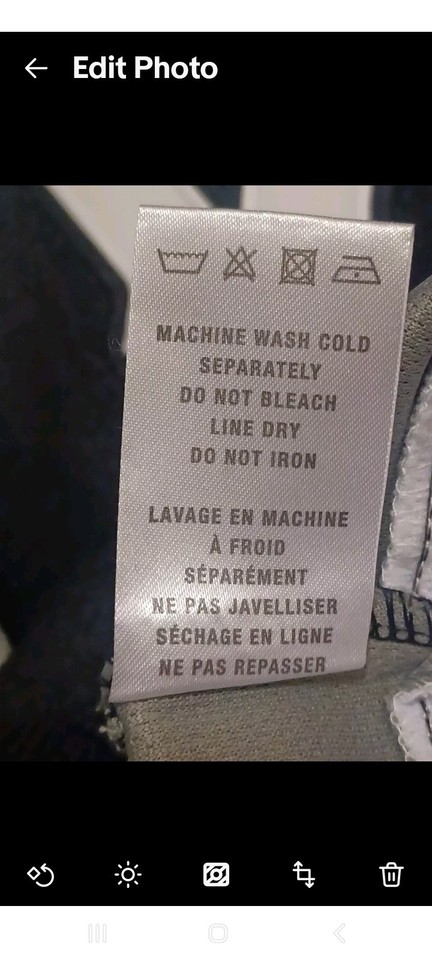 Edit Photo
MACHINE WASH COLD
SEPARATELY
DO NOT BLEACH
LINE DRY
DO NOT IRON
LAVAGE EN MACHINE
À FROID
SÉPARÉMENT
NE PAS JAVELLISER
SÉCHAGE EN LIGNE
NE PAS REPASSER